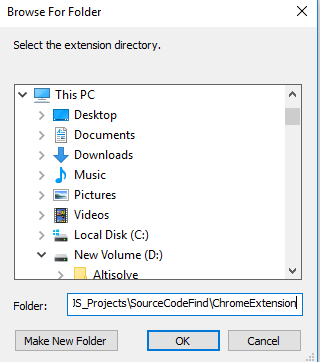 Browse For Folder
Select the extension directory.
This PC
Desktop
Documents
Downloads
Music
Pictures
Videos
Local Disk (C:)
New Volume (D:)
Altisolve
Folder: JS_Projects\SourceCodeFind\ChromeExtension
Make New Folder OK Cancel